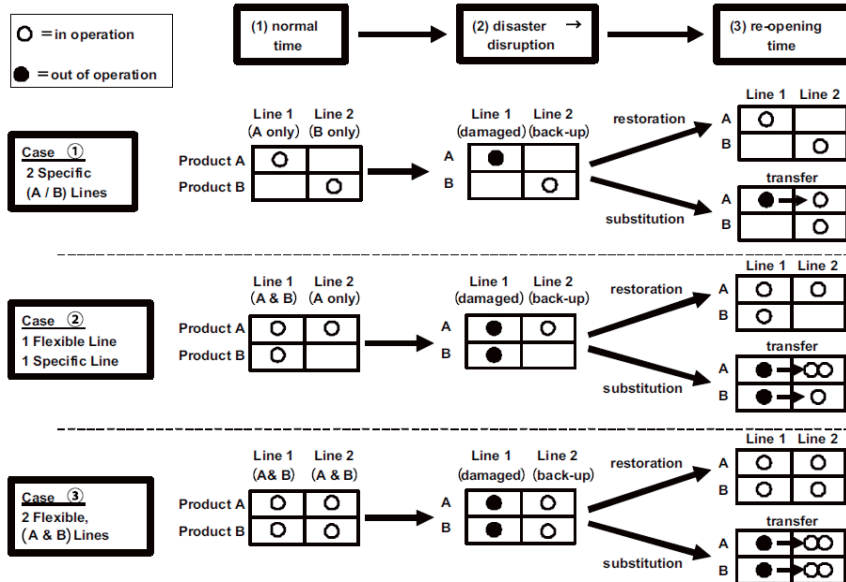 = in operation
= out of operation
(1) normal
time
(2) disaster →
disruption
(3) re-opening
time
Case ①
2 Specific
(A / B) Lines
Line 1
(A only)
Line 2
(B only)
Product A
Product B
Line 1
(damaged)
Line 2
(back-up)
A
B
restoration
substitution
Line 1 Line 2
A
B
transfer
A
B
Case ②
1 Flexible Line
1 Specific Line
Line 1
(A & B)
Line 2
(A only)
Product A
Product B
Line 1
(damaged)
Line 2
(back-up)
A
B
restoration
substitution
Line 1 Line 2
A
B
transfer
A
B
Case ③
2 Flexible,
(A & B) Lines
Line 1
(A& B)
Line 2
(A & B)
Product A
Product B
Line 1
(damaged)
Line 2
(back-up)
A
B
restoration
substitution
Line 1 Line 2
A
B
transfer
A
B